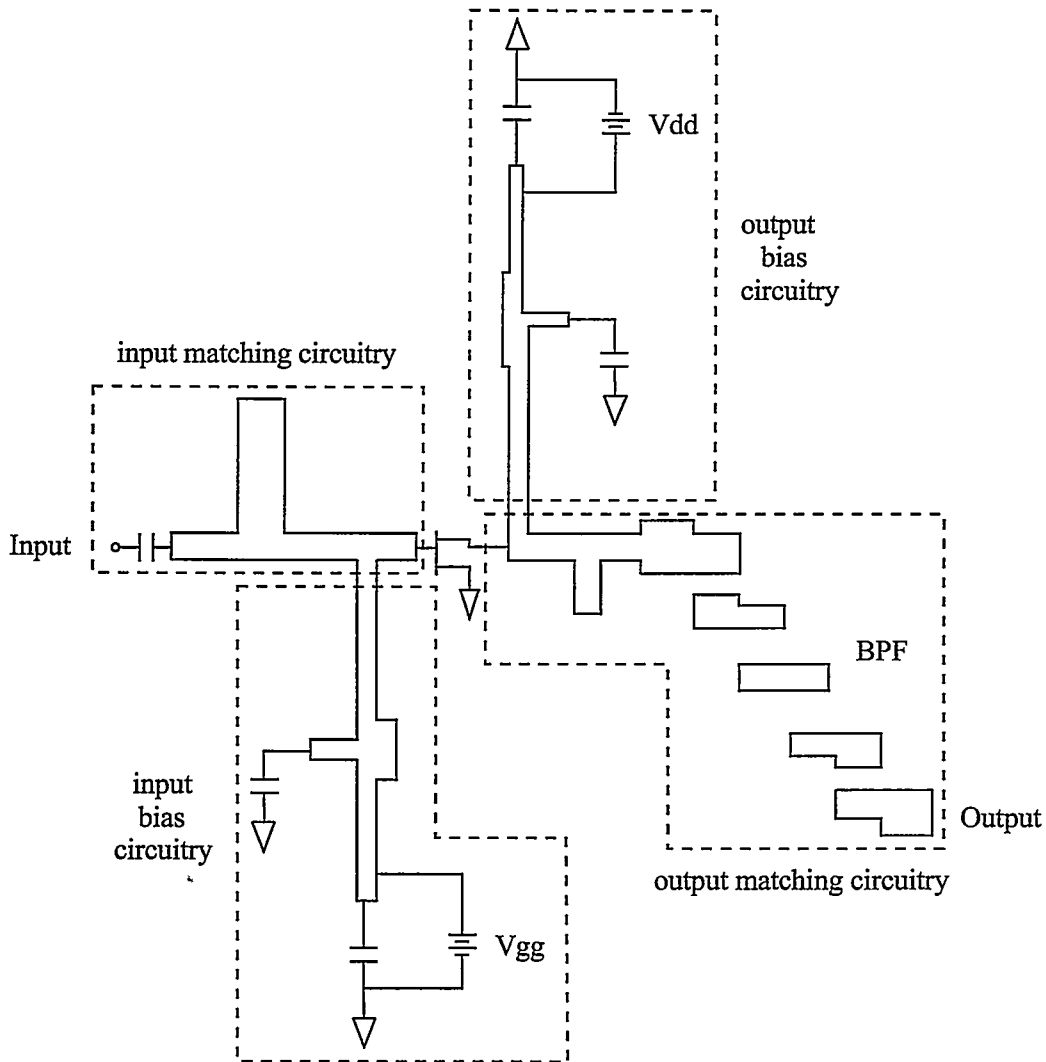 Vdd
output
bias
circuitry
input matching circuitry
Input
BPF
input
bias
circuitry
Output
output matching circuitry
Vgg